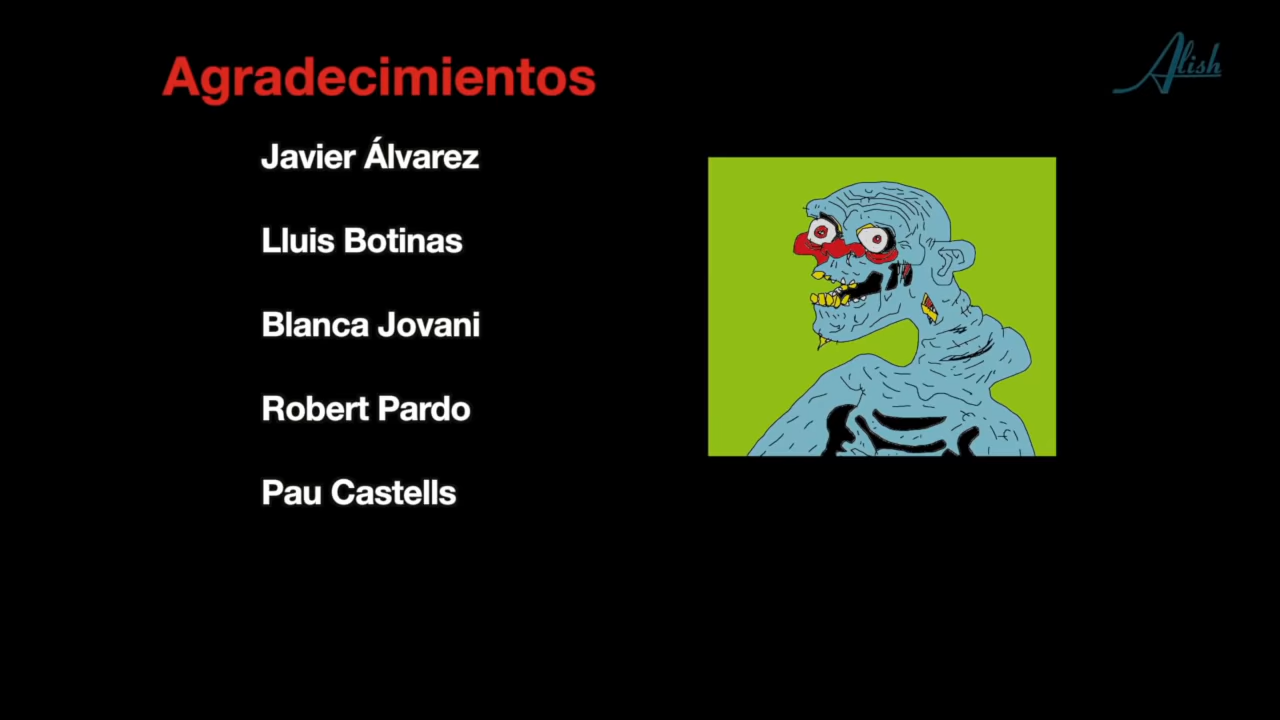 Agradecimientos
Alish
Javier Álvarez
Lluis Botinas
Blanca Jovani
Robert Pardo
Pau Castells